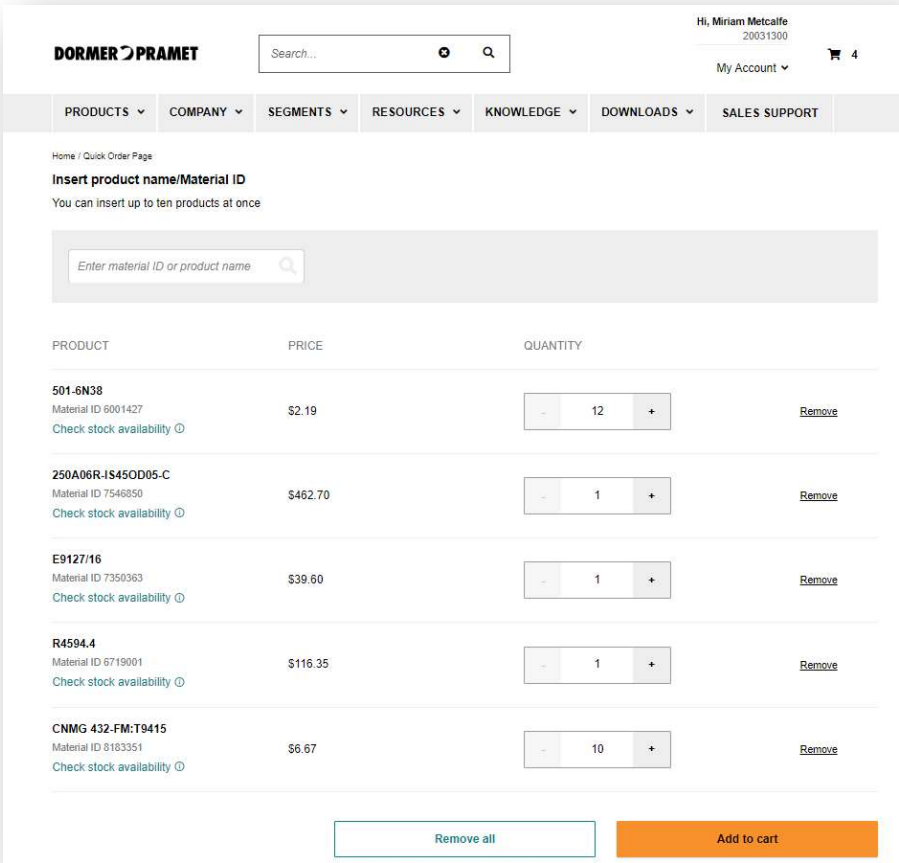 Hi, Miriam Metcalfe
20031300
DORMER PRAMET
Search...
My Account
4
PRODUCTS COMPANY SEGMENTS RESOURCES KNOWLEDGE DOWNLOADS SALES SUPPORT
Home / Quick Order Page
Insert product name/Material ID
You can insert up to ten products at once
Enter material ID or product name
PRODUCT PRICE QUANTITY
501-6N38
Material ID 6001427
$2.19 - 12 + Remove
Check stock availability
250A06R-IS45OD05-C
Material ID 7546850
$462.70 - 1 + Remove
Check stock availability
E9127/16
Material ID 7350363
$39.60 - 1 + Remove
Check stock availability
R4594.4
Material ID 6719001
$116.35 - 1 + Remove
Check stock availability
CNMG 432-FM:T9415
Material ID 8183351
$6.67 - 10 + Remove
Check stock availability
Remove all Add to cart